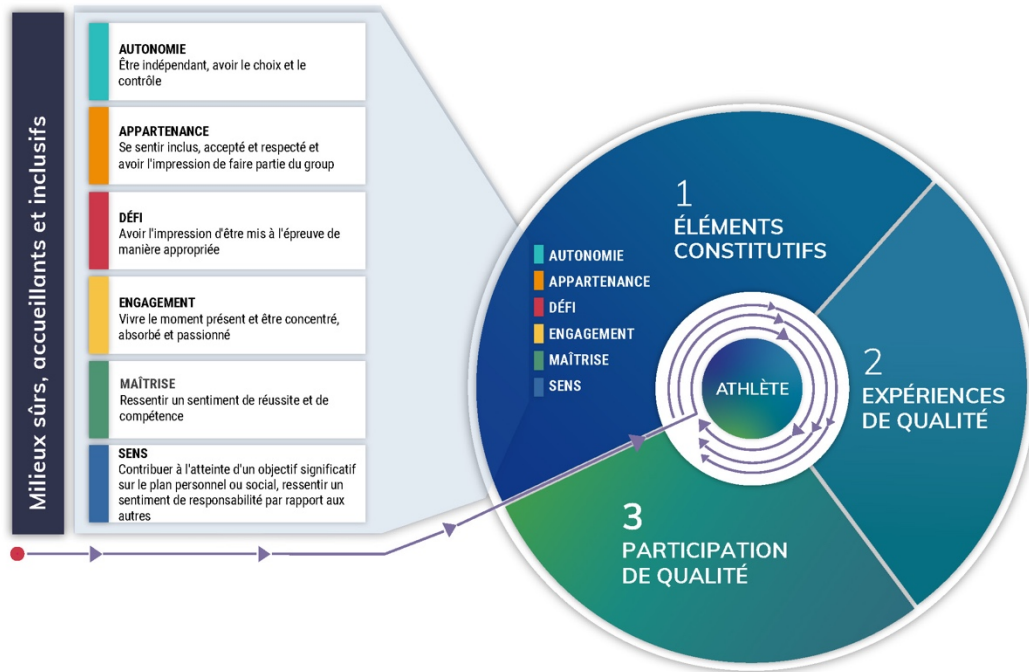 Milieux sûrs, accueillants et inclusifs
AUTONOMIE
Être indépendant, avoir le choix et le
contrôle
APPARTENANCE
Se sentir inclus, accepté et respecté et
avoir l'impression de faire partie du group
DÉFI
Avoir l'impression d'être mis à l'épreuve de
manière appropriée
ENGAGEMENT
Vivre le moment présent et être concentré,
absorbé et passionné
MAÎTRISE
Ressentir un sentiment de réussite et de
compétence
SENS
Contribuer à l'atteinte d'un objectif significatif
sur le plan personnel ou social, ressentir un
sentiment de responsabilité par rapport aux
autres
1
ÉLÉMENTS
CONSTITUTIFS
AUTONOMIE
APPARTENANCE
DÉFI
ENGAGEMENT
MAÎTRISE
SENS
ATHLÈTE
2
EXPÉRIENCES
DE QUALITÉ
3
PARTICIPATION
DE QUALITÉ